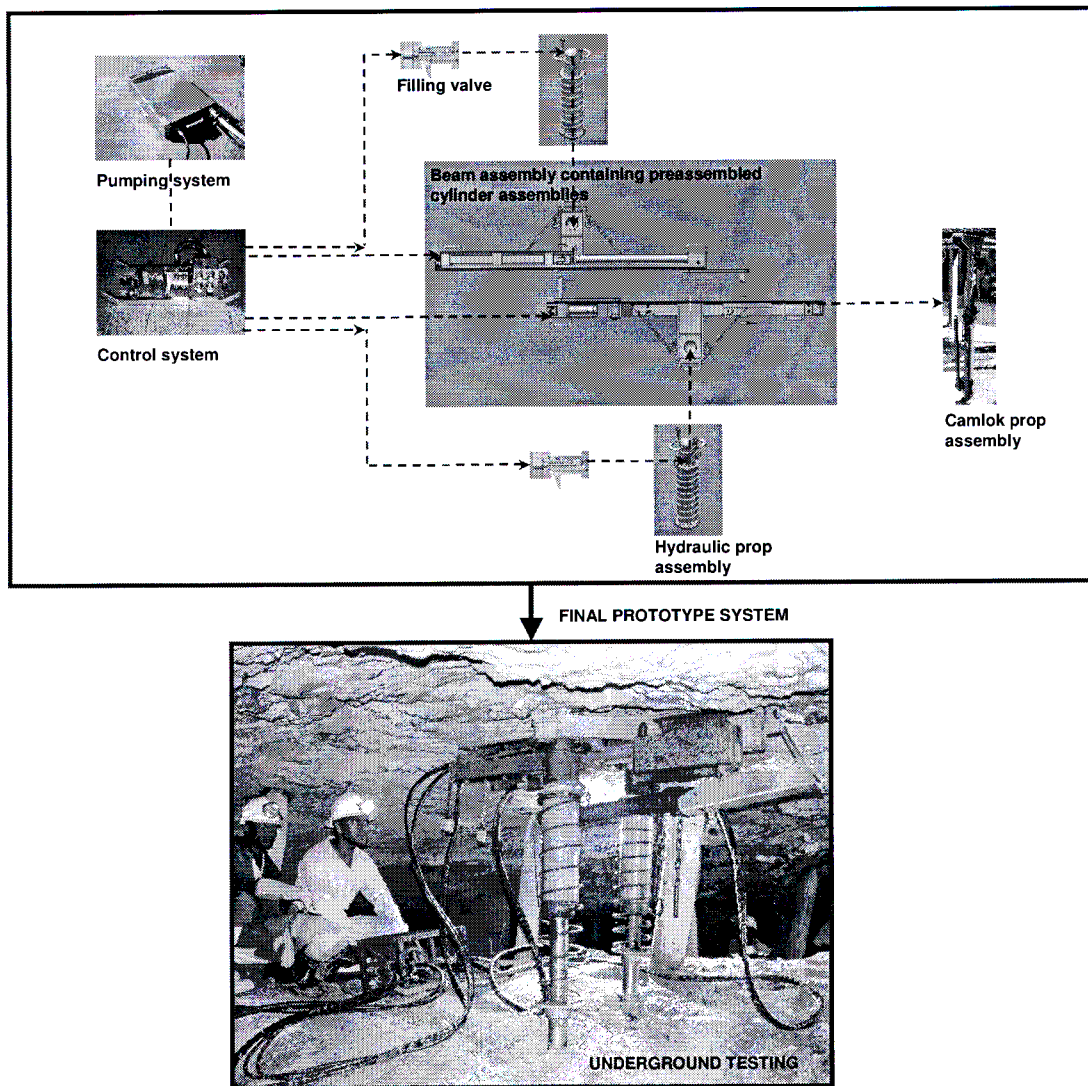 Filling valve
Pumping system
Beam assembly containing preassembled
cylinder assemblies
Control system
Camlok prop
assembly
Hydraulic prop
assembly
FINAL PROTOTYPE SYSTEM
UNDERGROUND TESTING